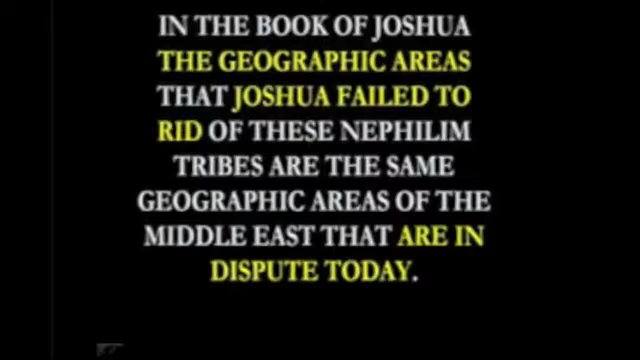 IN THE BOOK OF JOSHUA
THE GEOGRAPHIC AREAS
THAT JOSHUA FAILED TO
RID OF THESE NEPHILIM
TRIBES ARE THE SAME
GEOGRAPHIC AREAS OF THE
MIDDLE EAST THAT ARE IN
DISPUTE TODAY.